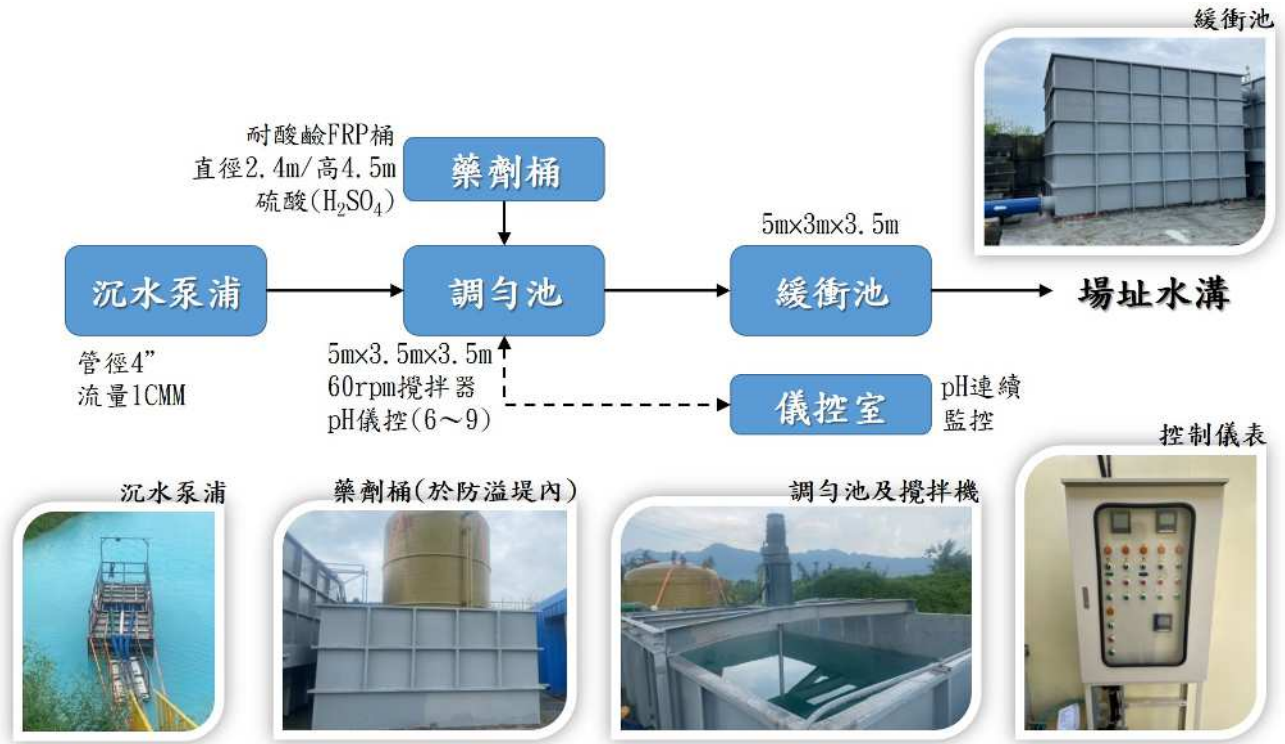 緩衝池
耐酸鹼FRP桶
直徑2.4m/高4.5m
硫酸(H₂SO₄)
藥劑桶
5m×3m×3.5m
沉水泵浦
調勻池
緩衝池
場址水溝
管徑4”
流量1CMM
5m×3.5m×3.5m
60rpm攪拌器
pH儀控(6～9)
儀控室
pH連續
監控
控制儀表
沉水泵浦
藥劑桶(於防溢堤內)
調勻池及攪拌機